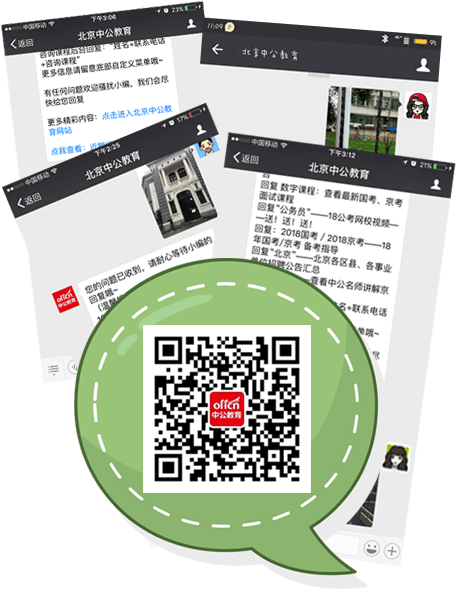 中国移动
下午3:06
23%
返回
北京中公教育
咨询课程后台回复:“姓名+联系电话
+咨询课程”
更多信息请留意底部自定义菜单哦~
有任何问题欢迎骚扰小编，我们会尽
快给您回复
更多精彩内容：点击进入北京中公教
育网站
点我查看：
11:09
9%
北京中公教育
中国移动
下午2:25
17%
返回
北京中公教育
您的问题已收到，请耐心等待小编的
回复哦~
offcn
中公教育
中国移动
下午3:12
21%
返回
北京中公教育
回复 数字课程：查看最新国考、京考
面试课程
回复“公务员”——18公考网校视频——
—送！送！送！
回复：2018国考 / 2018京考——18
年国考/京考 备考指导
回复“北京”——北京各区县、各事业
单位招聘公告汇总
—查看中公名师讲解京
名+联系电话
单哦~
offcn
中公教育